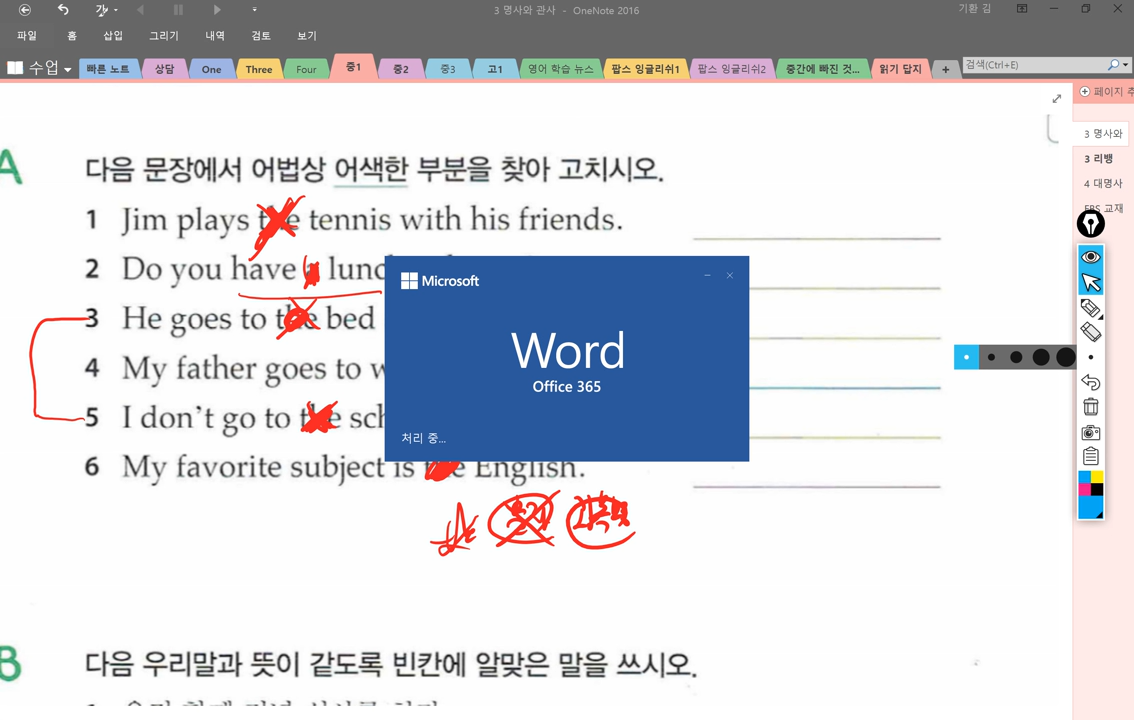 3 명사와 관사 - OneNote 2016
기환 김
파일 홈 삽입 그리기 내역 검토 보기
수업 빠른 노트 상담 One Three Four 중1 중2 중3 고1 영어 학습 뉴스 팝스 잉글리쉬1 팝스 잉글리쉬2 중간에 빠진 것... 읽기 답지 + 검색(Ctrl+E)
페이지 추
3 명사와
3 리뱅
4 대명사
EBS 교재
A 다음 문장에서 어법상 어색한 부분을 찾아 고치시오.
1 Jim plays the tennis with his friends.
2 Do you have a lunc
3 He goes to the bed
4 My father goes to w
5 I don't go to the sch
6 My favorite subject is the English.
Microsoft
Word
Office 365
처리 중...
the
B 다음 우리말과 뜻이 같도록 빈칸에 알맞은 말을 쓰시오.